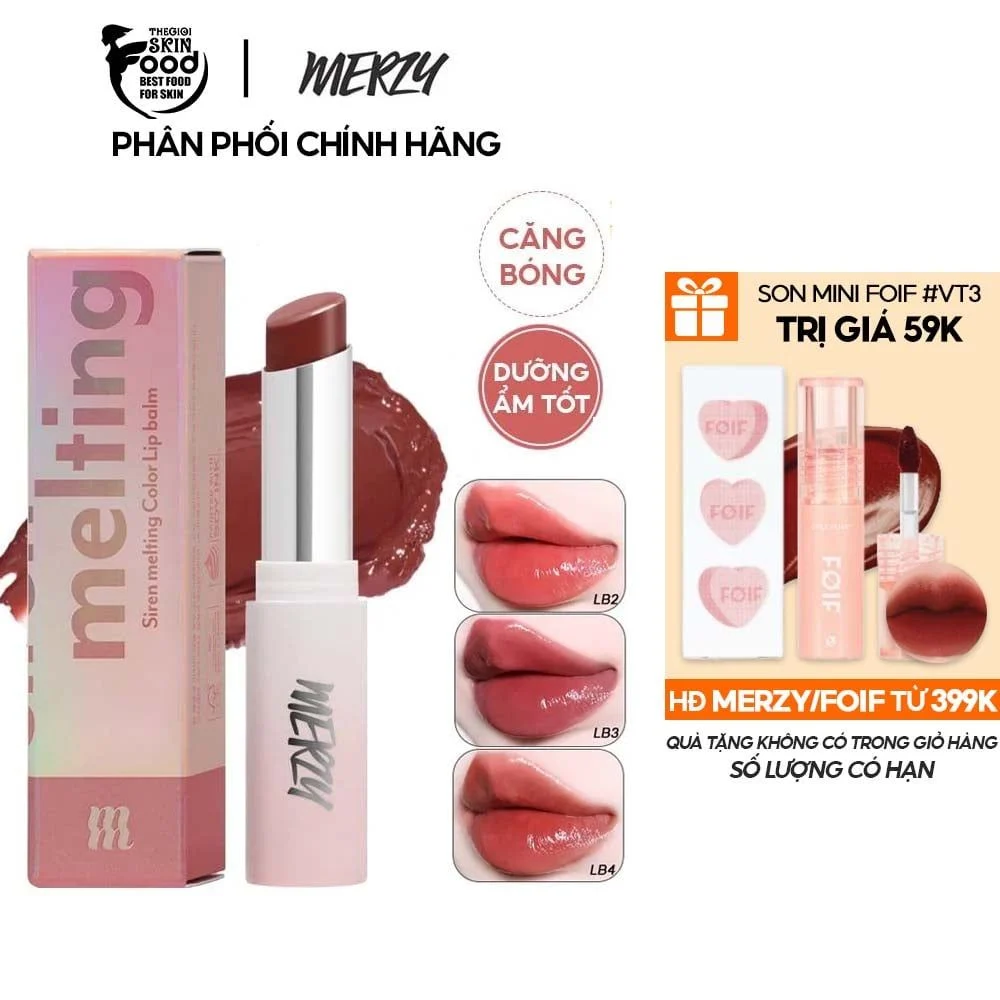 THEGIOI
SKIN
Food
BEST FOOD
FOR SKIN
MERZY
PHÂN PHỐI CHÍNH HÃNG
CĂNG
BÓNG
DƯỠNG
ẨM TỐT
melting
Siren melting Color Lip balm
m
MERZY
LB2
LB3
LB4
SON MINI FOIF #VT3
TRỊ GIÁ 59K
FOIF
FOIF
FOIF
FØIF
HĐ MERZY/FOIF TỪ 399K
QUÀ TẶNG KHÔNG CÓ TRONG GIỎ HÀNG
SỐ LƯỢNG CÓ HẠN